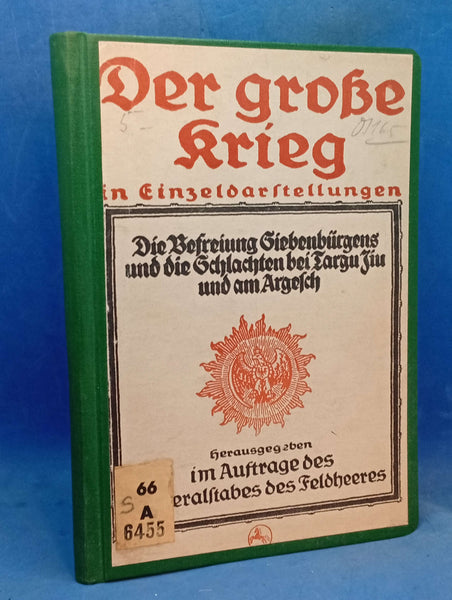 Der große
Krieg
in Einzeldarstellungen
5.-
Die Befreiung Siebenbürgens
und die Schlachten bei Targu Jiu
und am Argesch
Herausgegeben
im Auftrage des
eralstabes des Feldheeres
S
66
A
6455